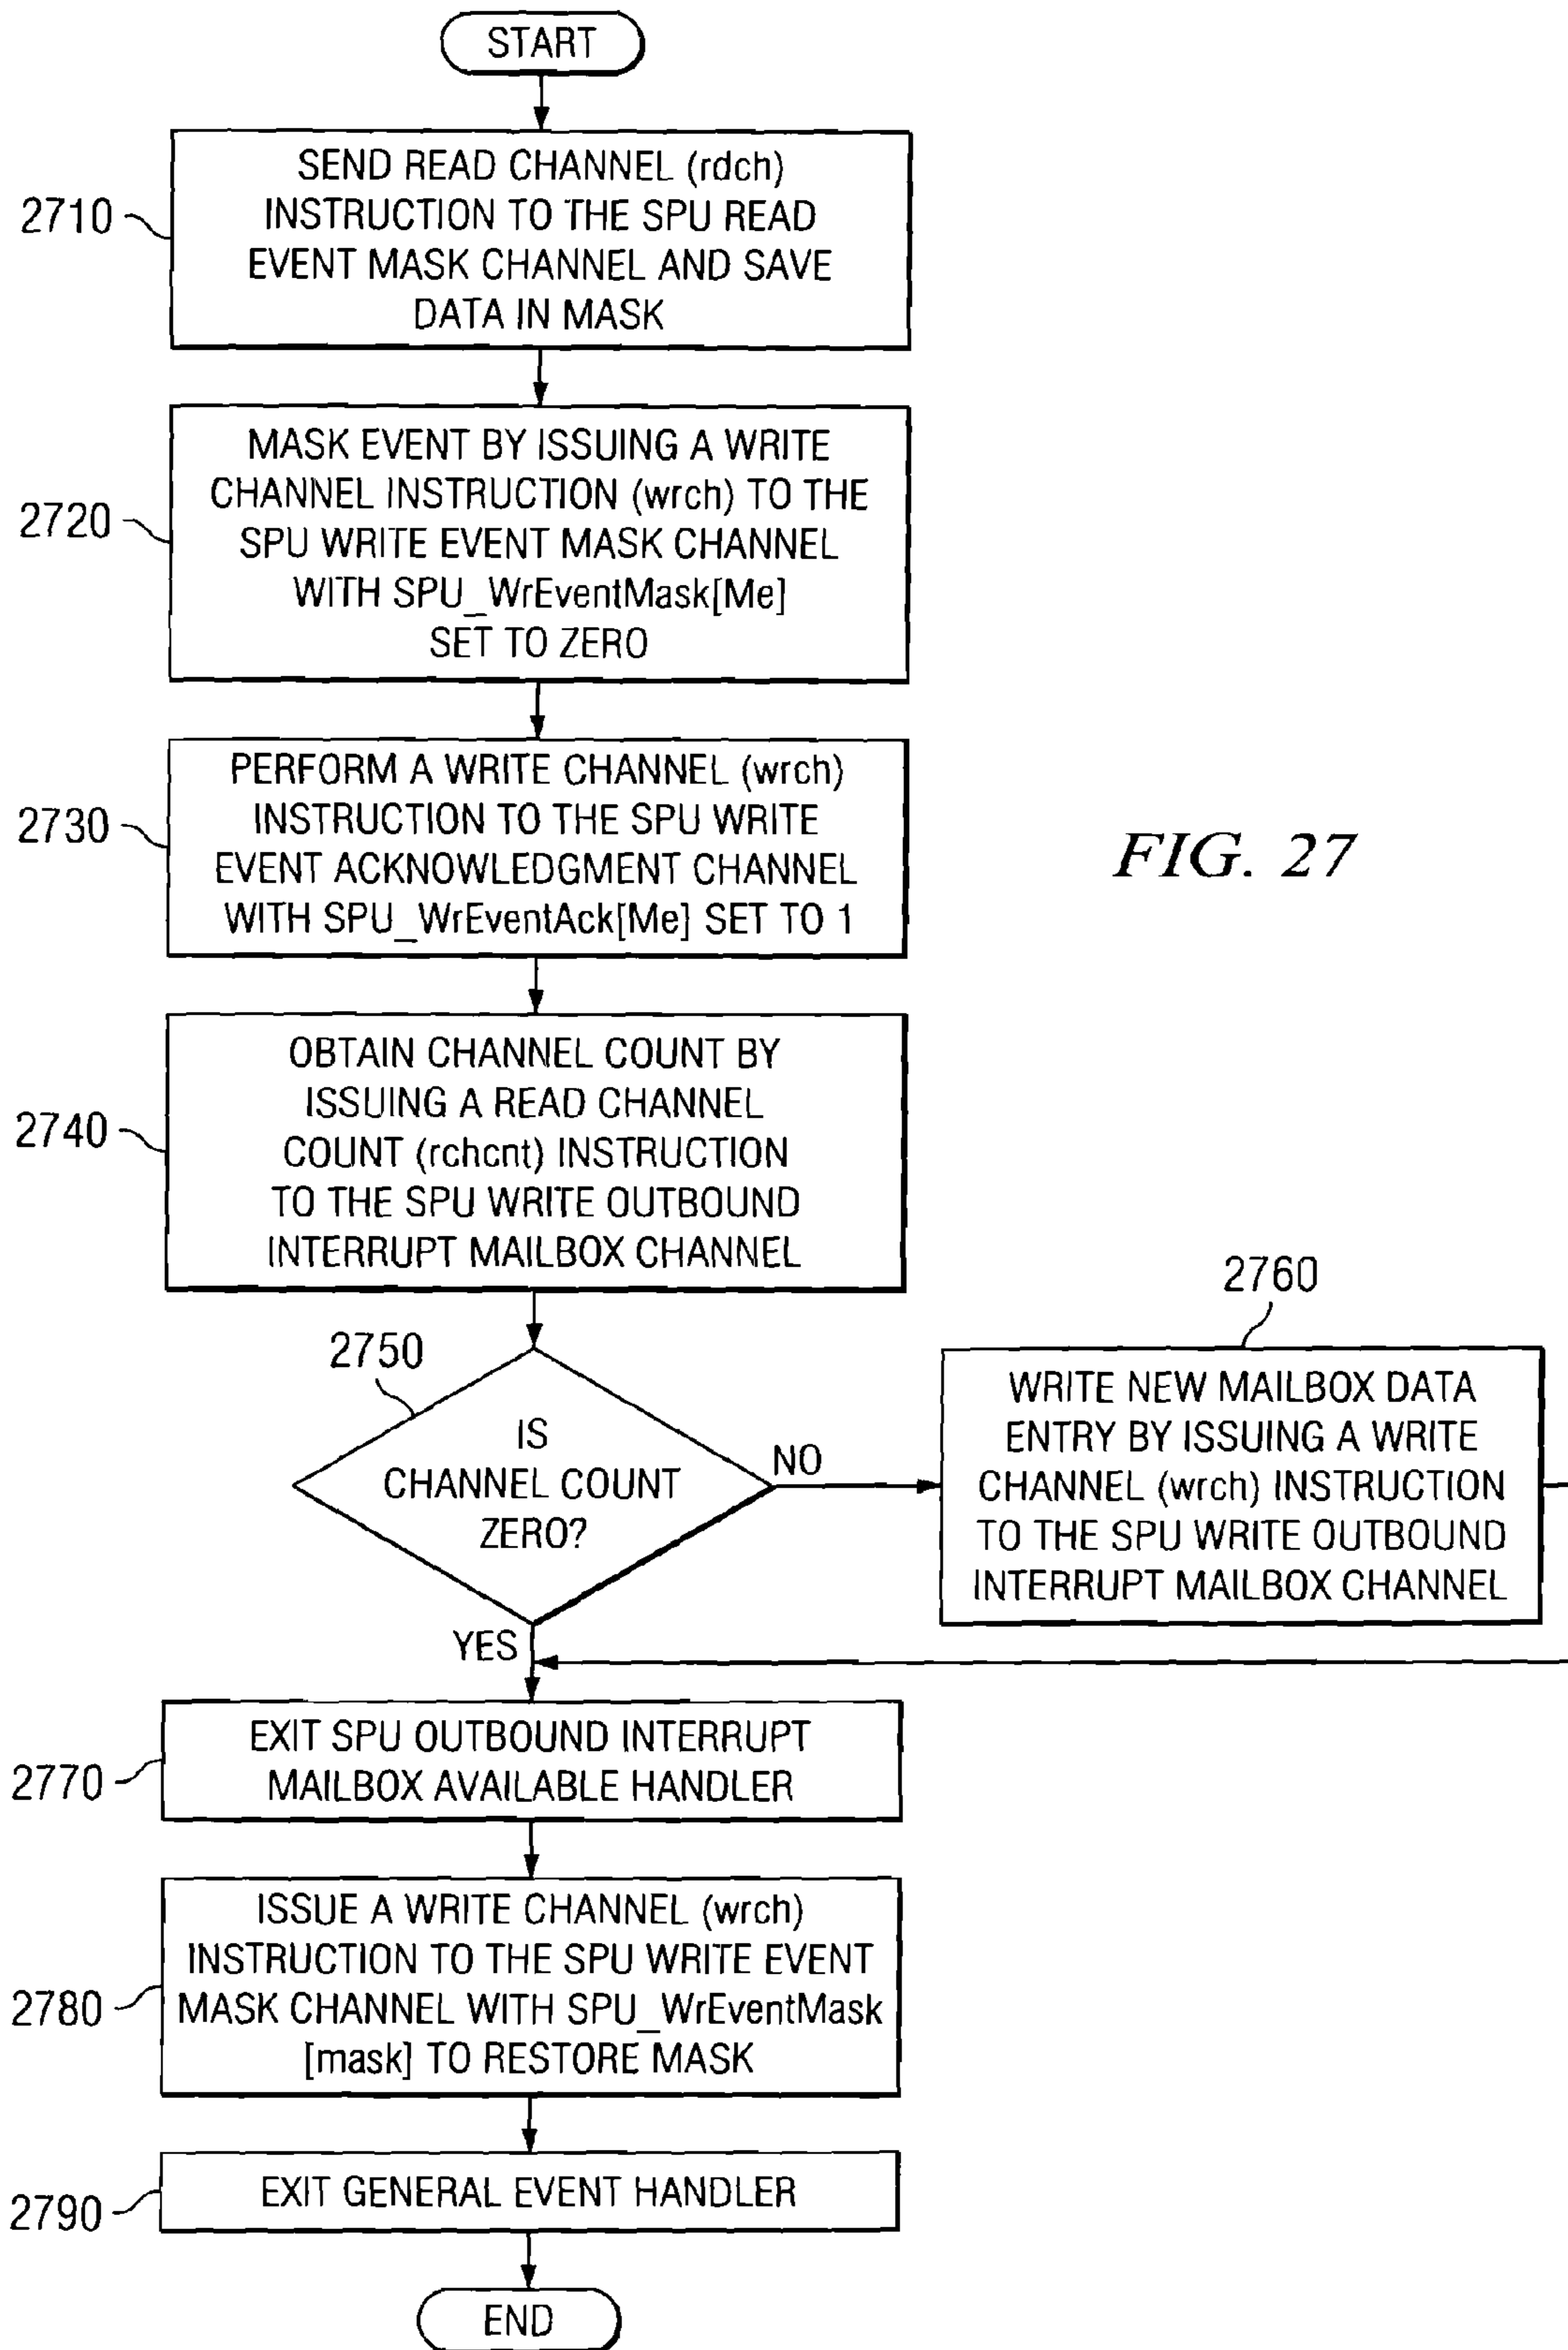 START
2710
SEND READ CHANNEL (rdch)
INSTRUCTION TO THE SPU READ
EVENT MASK CHANNEL AND SAVE
DATA IN MASK
2720
MASK EVENT BY ISSUING A WRITE
CHANNEL INSTRUCTION (wrch) TO THE
SPU WRITE EVENT MASK CHANNEL
WITH SPU_WrEventMask[Me]
SET TO ZERO
2730
PERFORM A WRITE CHANNEL (wrch)
INSTRUCTION TO THE SPU WRITE
EVENT ACKNOWLEDGMENT CHANNEL
WITH SPU_WrEventAck[Me] SET TO 1
FIG. 27
2740
OBTAIN CHANNEL COUNT BY
ISSUING A READ CHANNEL
COUNT (rchcnt) INSTRUCTION
TO THE SPU WRITE OUTBOUND
INTERRUPT MAILBOX CHANNEL
2750
IS
CHANNEL COUNT
ZERO?
NO
YES
2760
WRITE NEW MAILBOX DATA
ENTRY BY ISSUING A WRITE
CHANNEL (wrch) INSTRUCTION
TO THE SPU WRITE OUTBOUND
INTERRUPT MAILBOX CHANNEL
2770
EXIT SPU OUTBOUND INTERRUPT
MAILBOX AVAILABLE HANDLER
2780
ISSUE A WRITE CHANNEL (wrch)
INSTRUCTION TO THE SPU WRITE EVENT
MASK CHANNEL WITH SPU_WrEventMask
[mask] TO RESTORE MASK
2790
EXIT GENERAL EVENT HANDLER
END